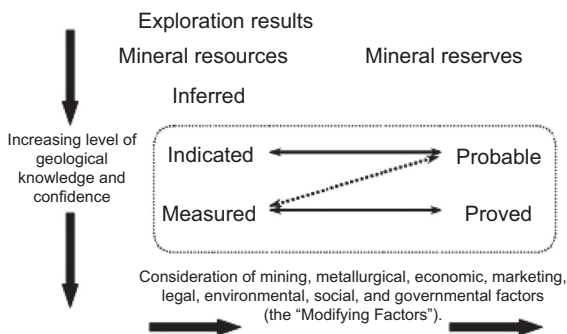 Exploration results
Mineral resources
Mineral reserves
Inferred
Increasing level of
geological
knowledge and
confidence
Indicated
Probable
Measured
Proved
Consideration of mining, metallurgical, economic, marketing,
legal, environmental, social, and governmental factors
(the “Modifying Factors”).